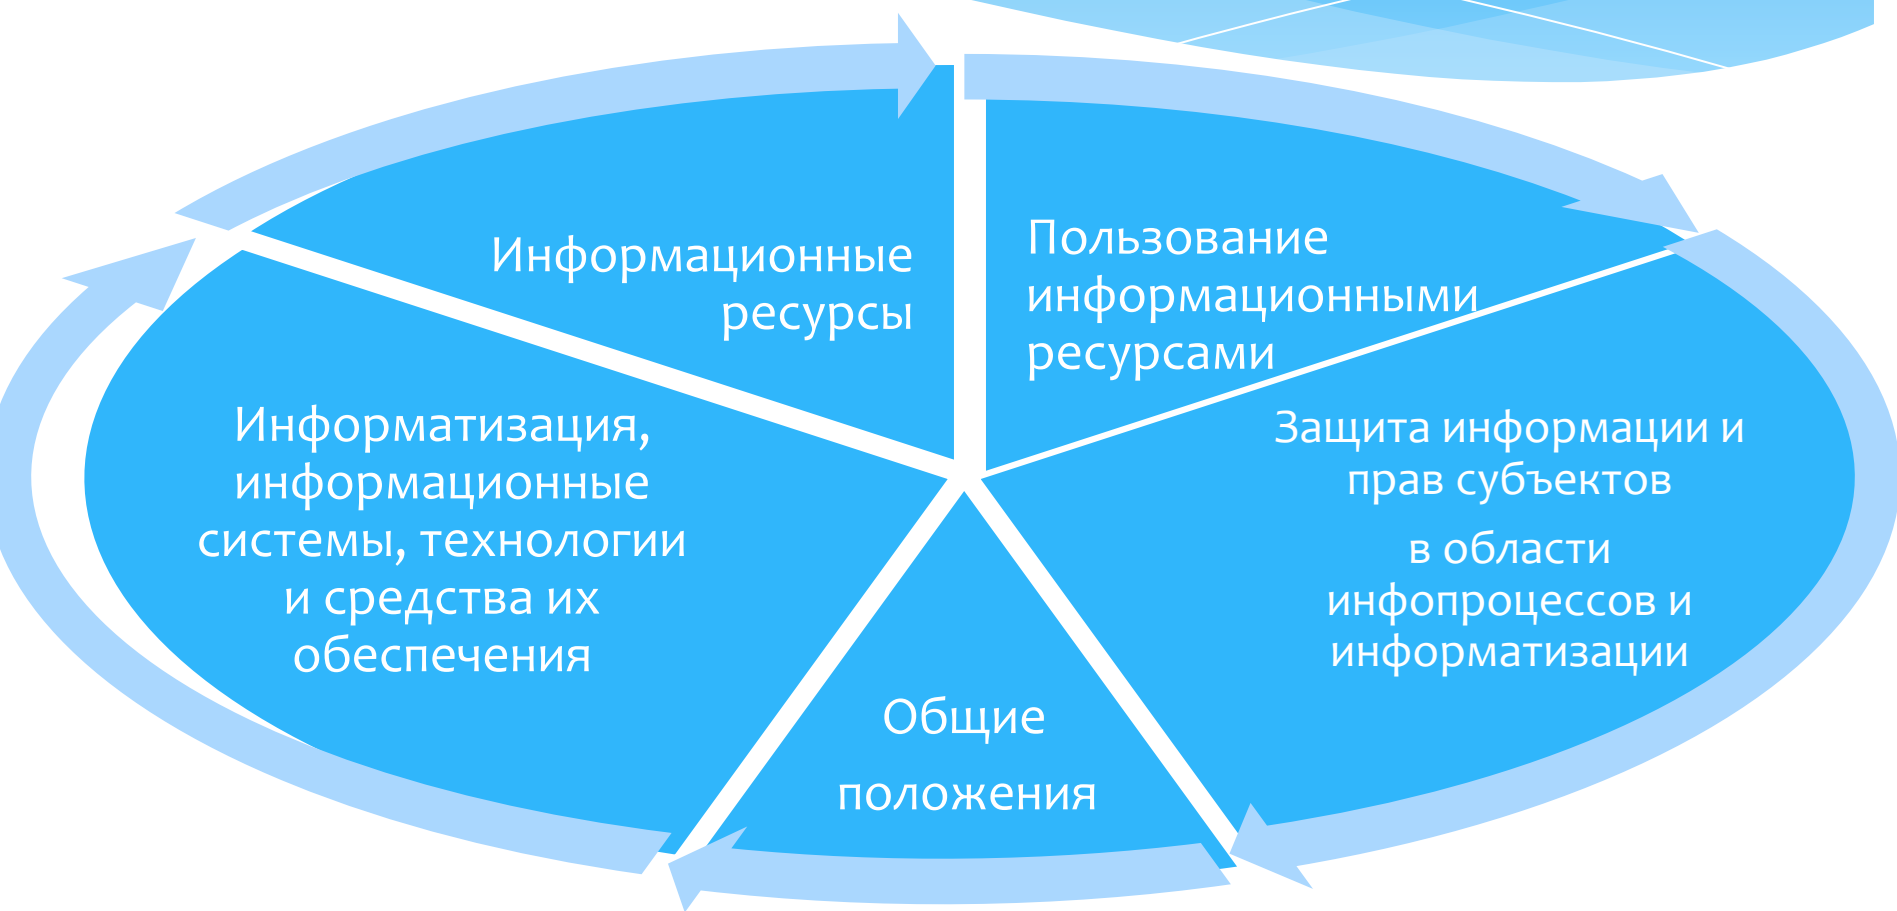 Информационные
ресурсы
Пользование
информационными
ресурсами
Информатизация,
информационные
системы, технологии
и средства их
обеспечения
Защита информации и
прав субъектов
в области
инфопроцессов и
информатизации
Общие
положения